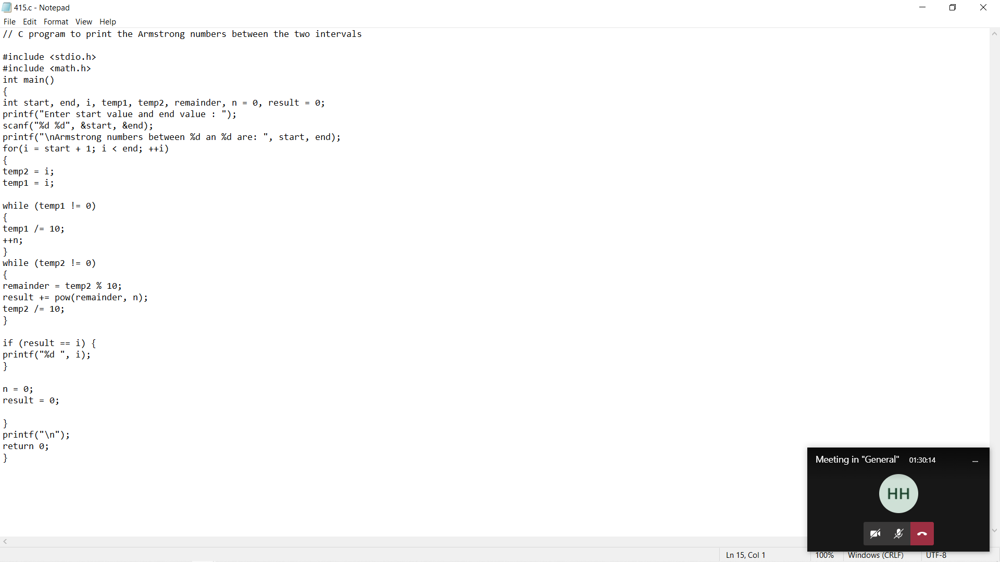 415.c - Notepad
File Edit Format View Help
// C program to print the Armstrong numbers between the two intervals
#include <stdio.h>
#include <math.h>
int main()
{
int start, end, i, temp1, temp2, remainder, n = 0, result = 0;
printf("Enter start value and end value : ");
scanf("%d %d", &start, &end);
printf("\nArmstrong numbers between %d an %d are: ", start, end);
for(i = start + 1; i < end; ++i)
{
temp2 = i;
temp1 = i;
while (temp1 != 0)
{
temp1 /= 10;
++n;
}
while (temp2 != 0)
{
remainder = temp2 % 10;
result += pow(remainder, n);
temp2 /= 10;
}
if (result == i) {
printf("%d ", i);
}
n = 0;
result = 0;
}
printf("\n");
return 0;
}
Meeting in "General" 01:30:14
HH
Ln 15, Col 1 100% Windows (CRLF) UTF-8